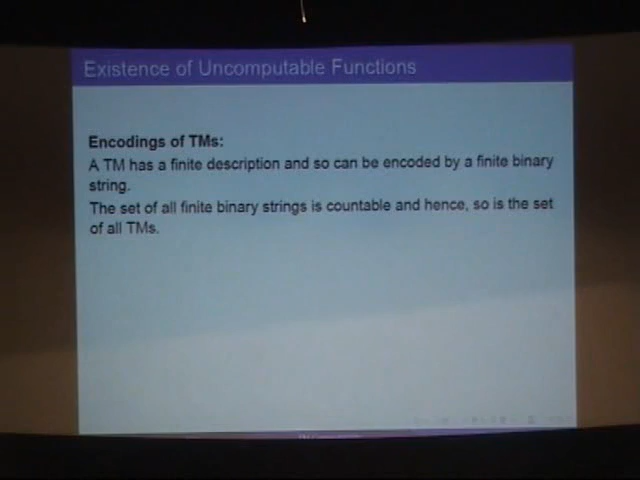 Existence of Uncomputable Functions
Encodings of TMs:
A TM has a finite description and so can be encoded by a finite binary
string.
The set of all finite binary strings is countable and hence, so is the set
of all TMs.